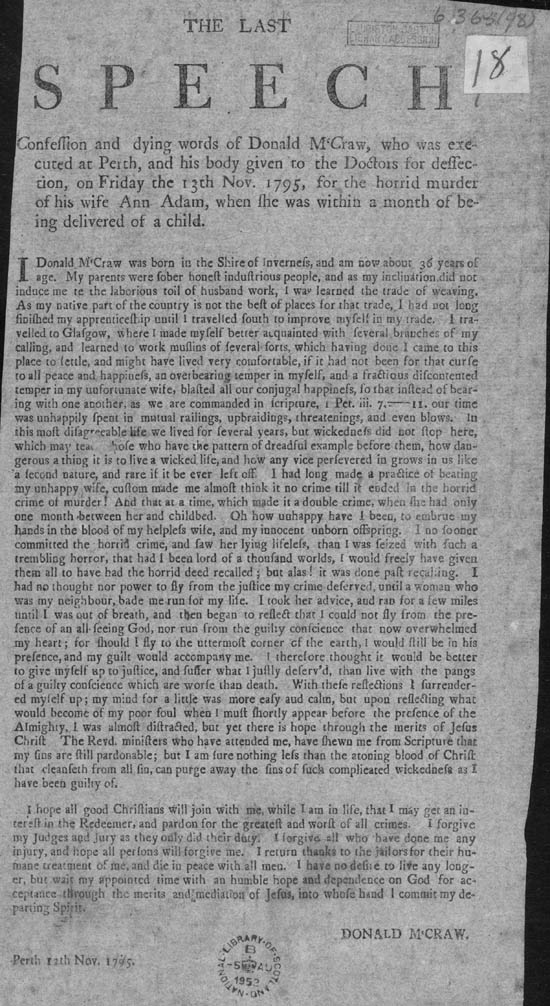 THE LAST
6.368(18)
18
SPEECH,
Confeſſion and dying words of Donald M'Craw, who was exe-
cuted at Perth, and his body given to the Doctors for deſſec-
tion, on Friday the 13th Nov. 1795, for the horrid murder
of his wife Ann Adam, when ſhe was within a month of be-
ing delivered of a child.
I Donald M'Craw was born in the Shire of Inverneſs, and am now about 36 years of
age. My parents were ſober honeſt induſtrious people, and as my inclination did not
induce me to the laborious toil of husband work, I was learned the trade of weaving.
As my native part of the country is not the beſt of places for that trade, I had not long
finiſhed my apprenticeſhip until I travelled ſouth to improve myſelf in my trade. I tra-
velled to Glaſgow, where I made myſelf better acquainted with ſeveral branches of my
calling, and learned to work muſlins of ſeveral ſorts, which having done I came to this
place to ſettle, and might have lived very comfortable, if it had not been for that curſe
to all peace and happineſs, an overbearing temper in myſelf, and a fractious diſcontented
temper in my unfortunate wife, blaſted all our conjugal happineſs, ſo that inſtead of bear-
ing with one another, as we are commanded in ſcripture, 1 Pet. iii. 7.——11. our time
was unhappily ſpent in mutual railings, upbraidings, threatenings, and even blows. In
this moſt diſagreeable life we lived for ſeveral years, but wickedneſs did not ſtop here,
which may hoſe who have the pattern of dreadful example before them, how dan-
gerous a thing it is to live a wicked life, and how any vice perſevered in grows in us like
a ſecond nature, and rare if it be ever left off. I had long made a practice of beating
my unhappy wife, cuſtom made me almoſt think it no crime till it ended in the horrid
crime of murder! And that at a time, which made it a double crime, when ſhe had only
one month between her and childbed. Oh how unhappy have I been, to embrue my
hands in the blood of my helpleſs wife, and my innocent unborn offspring. I no ſooner
committed the horrid crime, and ſaw her lying lifeleſs, than I was ſeized with ſuch a
trembling horror, that had I been lord of a thouſand worlds, I would freely have given
them all to have had the horrid deed recalled; but alas! it was done paſt recalling. I
had no thought nor power to fly from the juſtice my crime deſerved, until a woman who
was my neighbour, bade me run for my life. I took her advice, and ran for a few miles
until I was out of breath, and then began to reflect that I could not fly from the pre-
ſence of an all-ſeeing God, nor run from the guilty conſcience that now overwhelmed
my heart; for ſhould I fly to the uttermoſt corner of the earth, I would ſtill be in his
preſence, and my guilt would accompany me. I therefore thought it would be better
to give myſelf up to juſtice, and ſuffer what I juſtly deſerv'd, than live with the pangs
of a guilty conſcience which are worſe than death. With theſe reflections I ſurrender-
ed myſelf up; my mind for a little was more eaſy aud calm, but upon reflecting what
would become of my poor ſoul when I muſt ſhortly appear before the preſence of the
Almighty, I was almoſt diſtracted, but yet there is hope through the merits of Jeſus
Chriſt The Revd. miniſters who have attended me, have ſhewn me from Scripture that
my ſins are ſtill pardonable; but I am ſure nothing leſs than the atoning blood of Chriſt
that cleanſeth from all ſin, can purge away the ſins of ſuch complicated wickedneſs as I
have been guilty of.
I hope all good Chriſtians will join with me, while I am in life, that I may get an in-
tereſt in the Redeemer, and pardon for the greateſt and worſt of all crimes. I forgive
my Judges and Jury as they only did their duty. I forgive all who have done me any
injury, and hope all perſons will forgive me. I return thanks to the Jailors for their hu-
mane treatment of me, and die in peace with all men. I have no deſire to live any long-
er, but wait my appointed time with an humble hope and dependence on God for ac-
ceptance through the merits and mediation of Jeſus, into whoſe hand I commit my de-
parting Spirit.
DONALD M'CRAW.
Perth 12th Nov. 1795.
NATIONAL LIBRARY OF SCOTLAND
1952